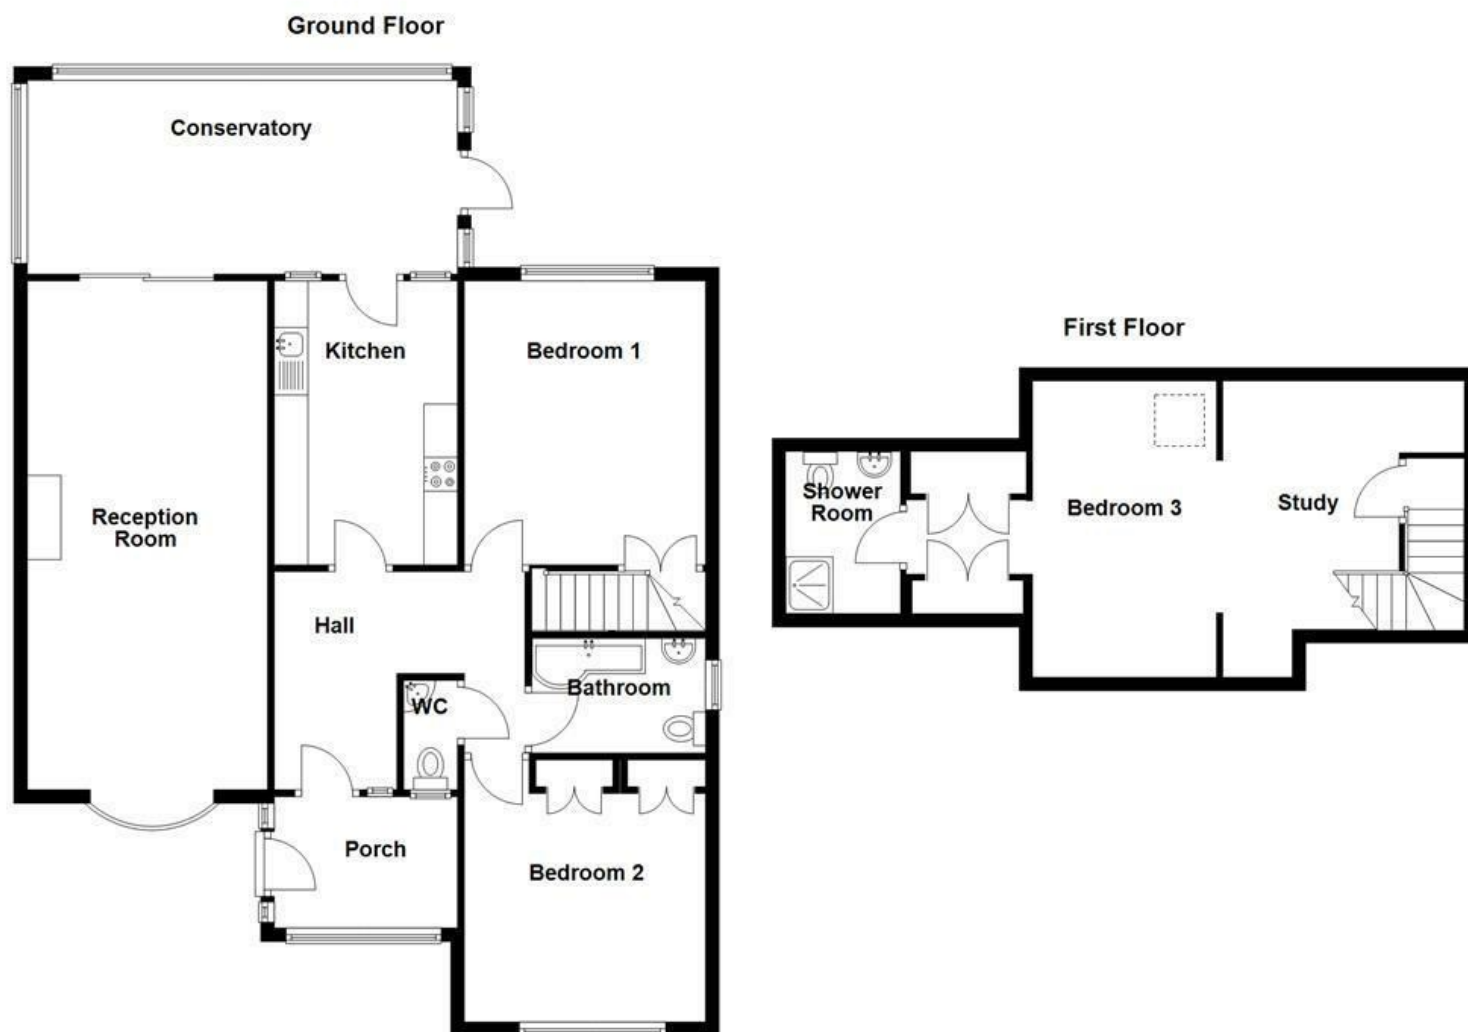 Ground Floor
Conservatory
Kitchen
Bedroom 1
Reception
Room
Hall
WC
Bathroom
Porch
Bedroom 2
First Floor
Shower
Room
Bedroom 3
Study